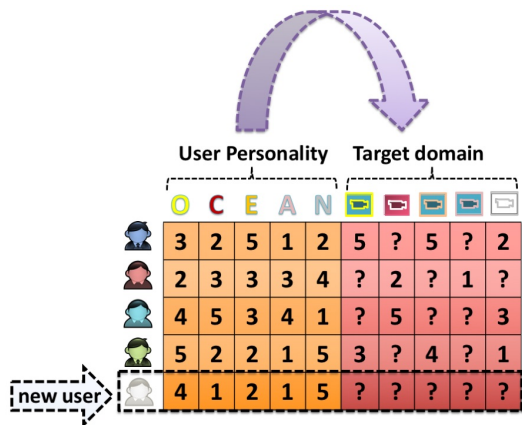 User Personality Target domain
O C E A N
3 2 5 1 2 5 ? 5 ? 2
2 3 3 3 4 ? 2 ? 1 ?
4 5 3 4 1 ? 5 ? ? 3
5 2 2 1 5 3 ? 4 ? 1
new user 4 1 2 1 5 ? ? ? ? ?